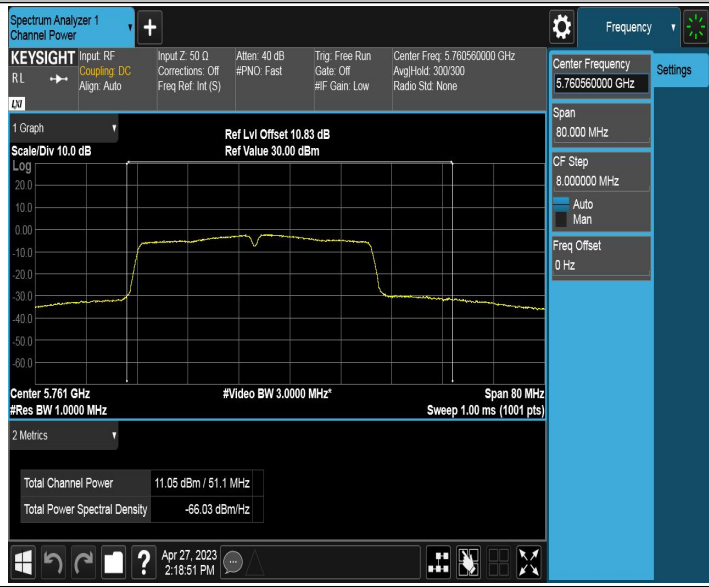 Spectrum Analyzer 1
Channel Power
Frequency
KEYSIGHT
RL
LXI
Input: RF
Coupling: DC
Align: Auto
Input Z: 50 Ω
Corrections: Off
Freq Ref: Int (S)
Atten: 40 dB
#PNO: Fast
Trig: Free Run
Gate: Off
#IF Gain: Low
Center Freq: 5.760560000 GHz
Avg|Hold: 300/300
Radio Std: None
Center Frequency
5.760560000 GHz
Settings
Span
80.000 MHz
CF Step
8.000000 MHz
Auto
Man
Freq Offset
0 Hz
1 Graph
Scale/Div 10.0 dB
Ref Lvl Offset 10.83 dB
Ref Value 30.00 dBm
Log
20.0
10.0
0.00
-10.0
-20.0
-30.0
-40.0
-50.0
-60.0
Center 5.761 GHz
#Video BW 3.0000 MHz*
Span 80 MHz
#Res BW 1.0000 MHz
Sweep 1.00 ms (1001 pts)
2 Metrics
Total Channel Power 11.05 dBm / 51.1 MHz
Total Power Spectral Density -66.03 dBm/Hz
?
Apr 27, 2023
2:18:51 PM